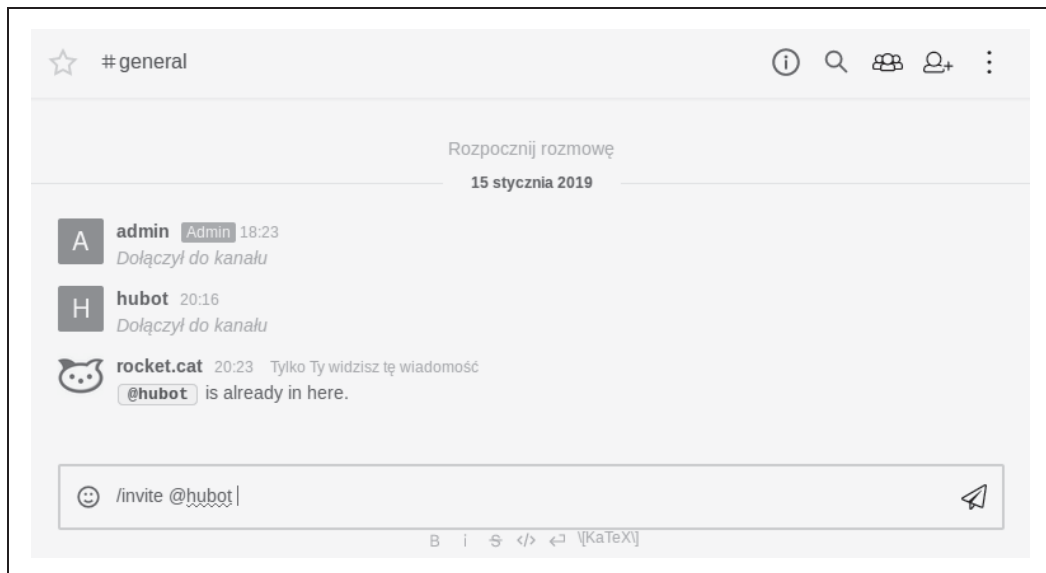 #general
Rozpocznij rozmowę
15 stycznia 2019
A
admin Admin 18:23
Dołączył do kanału
H
hubot 20:16
Dołączył do kanału
rocket.cat 20:23 Tylko Ty widzisz tę wiadomość
@hubot is already in here.
/invite @hubot
B i S </> \[KaTeX\]